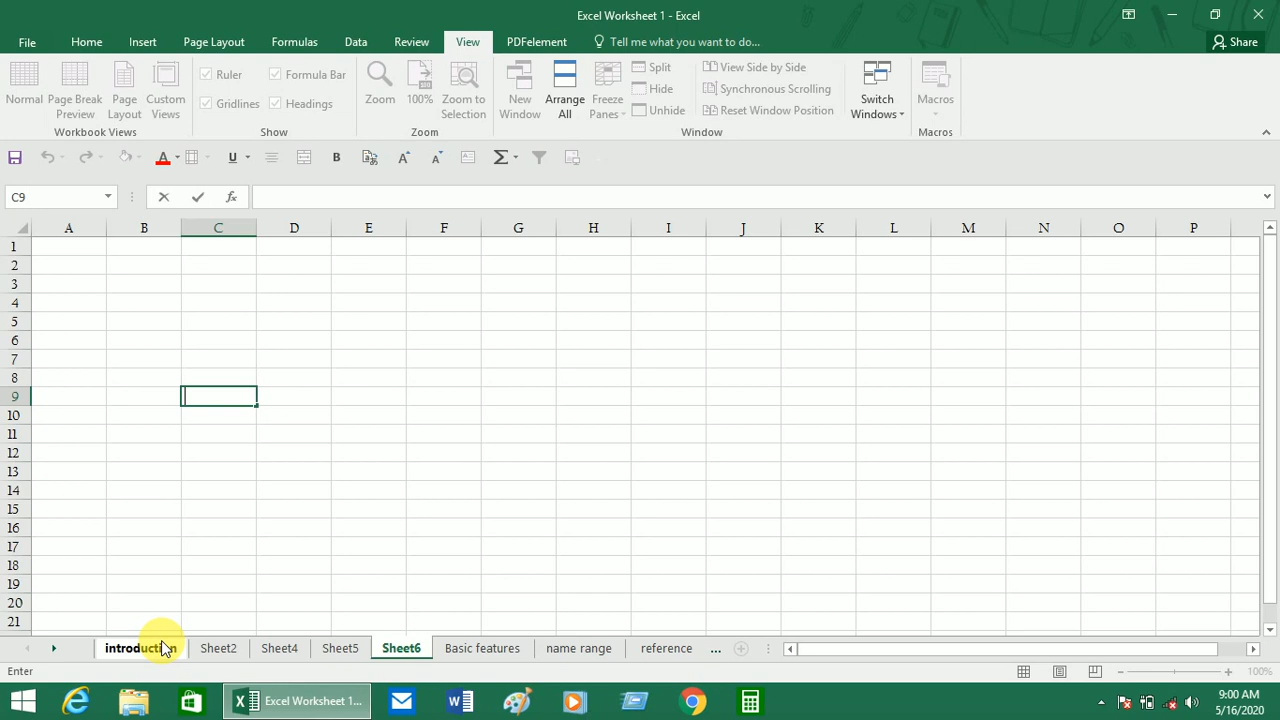 Excel Worksheet 1 - Excel
File Home Insert Page Layout Formulas Data Review View PDFelement Tell me what you want to do... Share
Normal Page Break Preview Page Layout Custom Views
Ruler Formula Bar
Gridlines Headings
Zoom 100% Zoom to Selection
New Window Arrange All Freeze Panes
Split
Hide
Unhide
View Side by Side
Synchronous Scrolling
Reset Window Position
Switch Windows Macros
Workbook Views Show Zoom Window Macros
C9
A B C D E F G H I J K L M N O P
1
2
3
4
5
6
7
8
9
10
11
12
13
14
15
16
17
18
19
20
21
introduction Sheet2 Sheet4 Sheet5 Sheet6 Basic features name range reference ...
Enter 100%
Excel Worksheet 1...
9:00 AM
5/16/2020